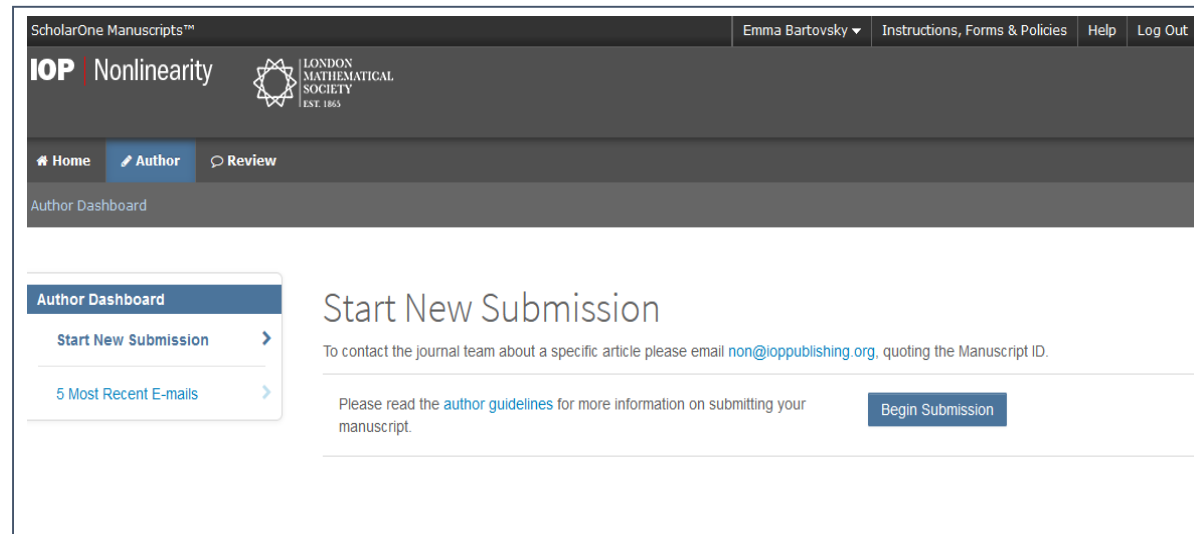 ScholarOne Manuscripts™
Emma Bartovsky Instructions, Forms & Policies Help Log Out
IOP Nonlinearity
LONDON
MATHEMATICAL
SOCIETY
EST. 1865
Home Author Review
Author Dashboard
Author Dashboard
Start New Submission
5 Most Recent E-mails
Start New Submission
To contact the journal team about a specific article please email non@ioppublishing.org, quoting the Manuscript ID.
Please read the author guidelines for more information on submitting your
manuscript.
Begin Submission